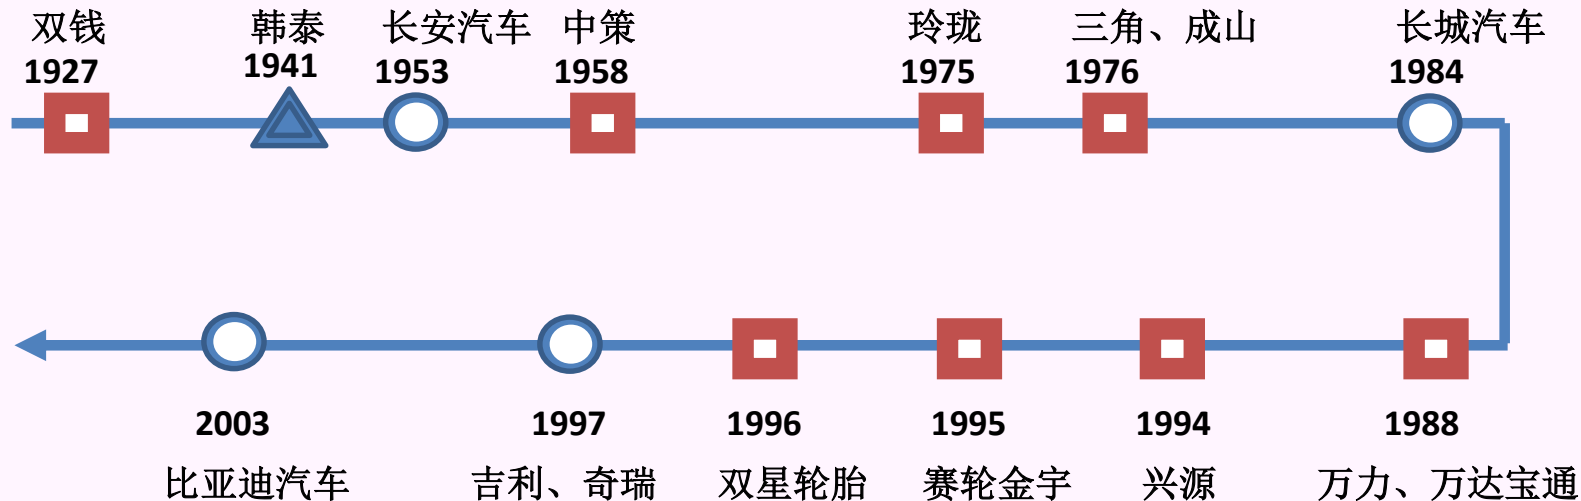 双钱 韩泰 长安汽车 中策 玲珑 三角、成山 长城汽车
1927 1941 1953 1958 1975 1976 1984
2003 1997 1996 1995 1994 1988
比亚迪汽车 吉利、奇瑞 双星轮胎 赛轮金宇 兴源 万力、万达宝通